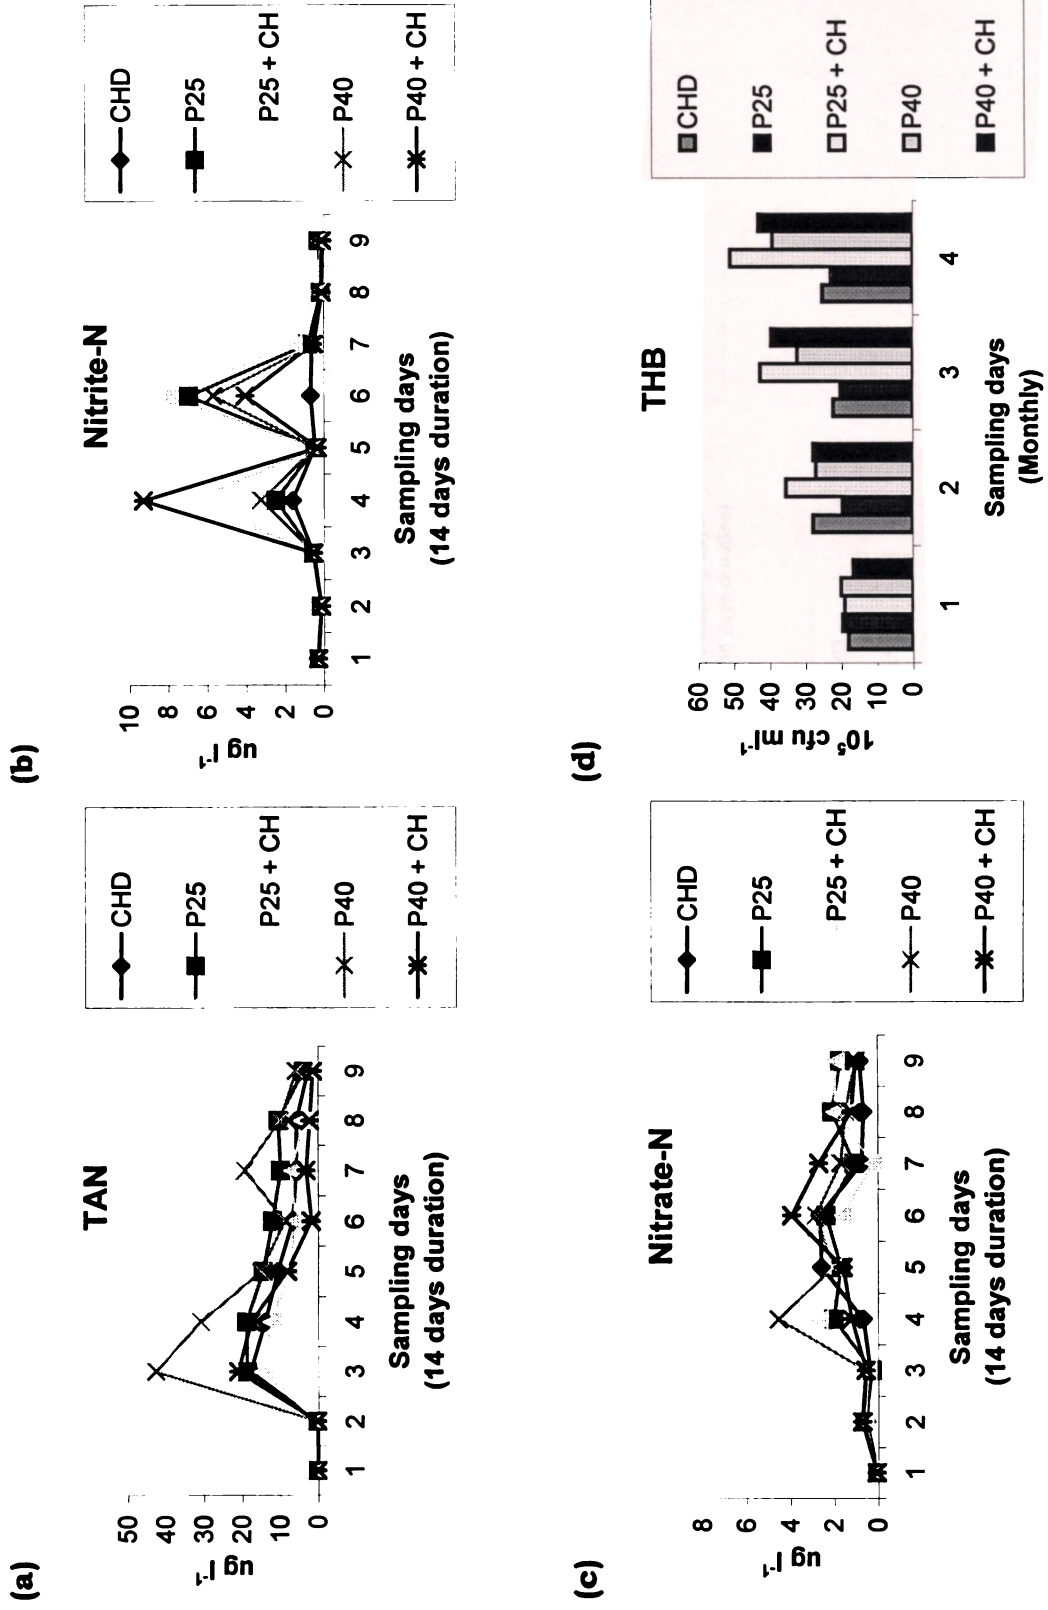 (a)
TAN
ug l⁻¹
50
40
30
20
10
0
1 2 3 4 5 6 7 8 9
Sampling days
(14 days duration)
CHD
P25
P25 + CH
P40
P40 + CH
(b)
Nitrite-N
ug l⁻¹
10
8
6
4
2
0
1 2 3 4 5 6 7 8 9
Sampling days
(14 days duration)
CHD
P25
P25 + CH
P40
P40 + CH
(c)
Nitrate-N
ug l⁻¹
8
6
4
2
0
1 2 3 4 5 6 7 8 9
Sampling days
(14 days duration)
CHD
P25
P25 + CH
P40
P40 + CH
(d)
THB
10⁵ cfu ml⁻¹
60
50
40
30
20
10
0
1 2 3 4
Sampling days
(Monthly)
CHD
P25
P25 + CH
P40
P40 + CH